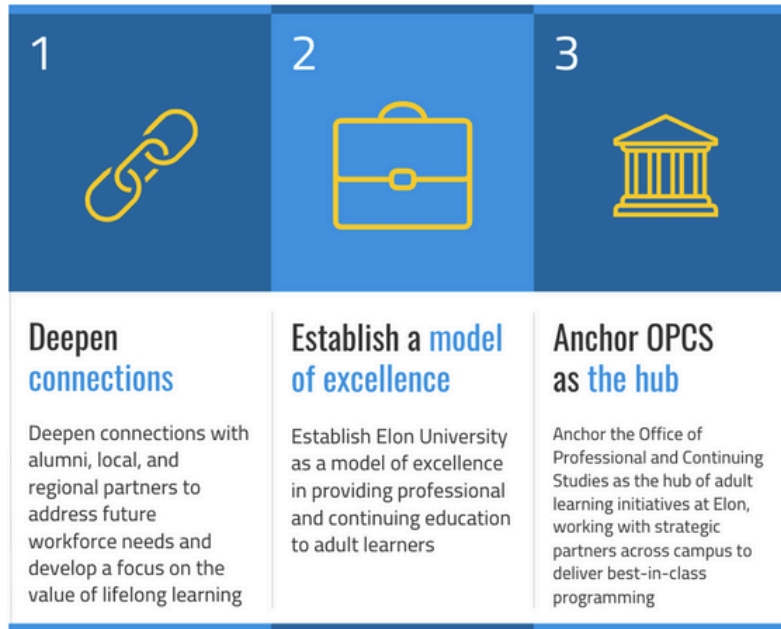 1
Deepen
connections
Deepen connections with
alumni, local, and
regional partners to
address future
workforce needs and
develop a focus on the
value of lifelong learning
2
Establish a model
of excellence
Establish Elon University
as a model of excellence
in providing professional
and continuing education
to adult learners
3
Anchor OPCS
as the hub
Anchor the Office of
Professional and Continuing
Studies as the hub of adult
learning initiatives at Elon,
working with strategic
partners across campus to
deliver best-in-class
programming